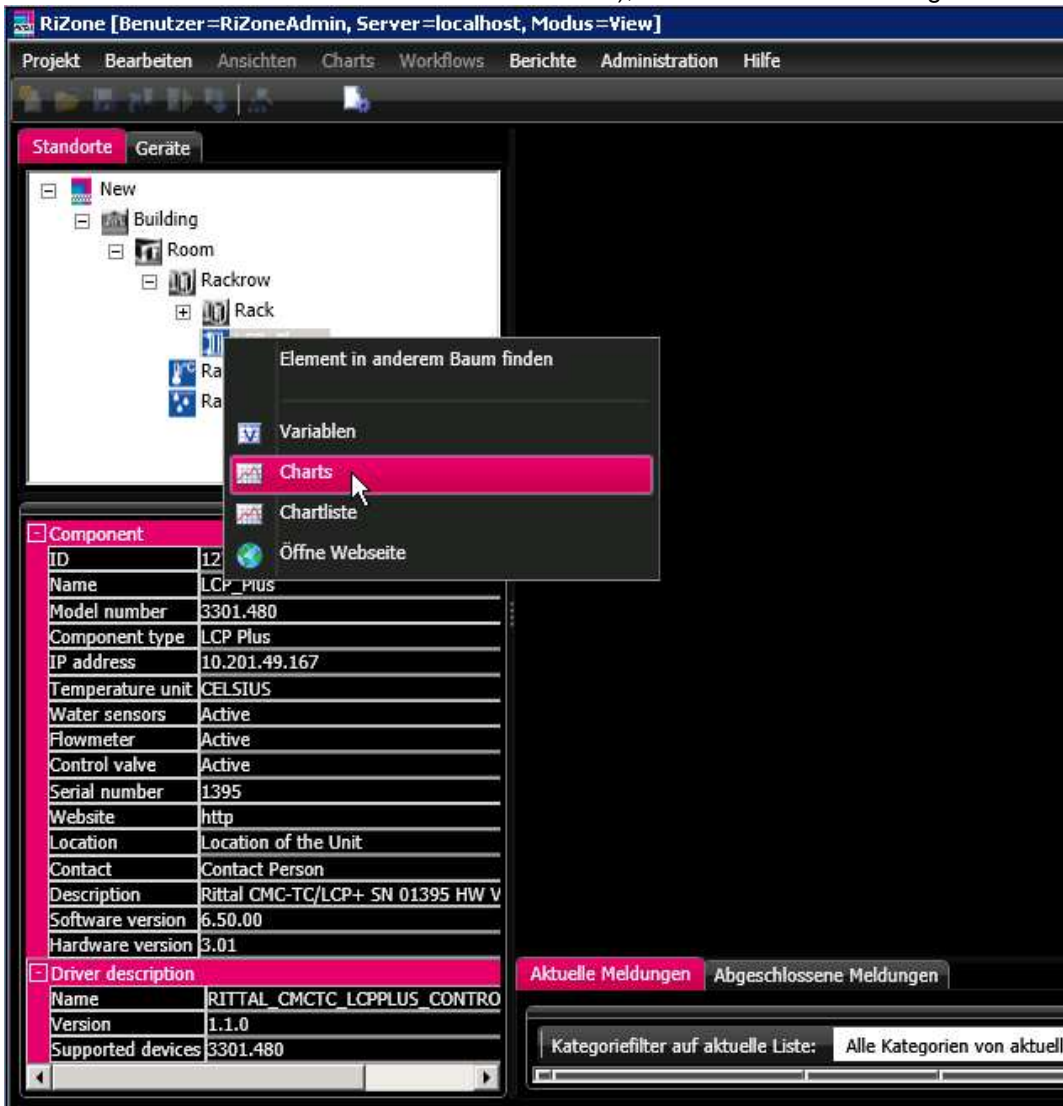 RiZone [Benutzer=RiZoneAdmin, Server=localhost, Modus=View]
Projekt Bearbeiten Ansichten Charts Workflows Berichte Administration Hilfe
Standorte Geräte
New
Building
Room
Rackrow
Rack
Ra
Ra
Element in anderem Baum finden
Variablen
Charts
Chartliste
Öffne Webseite
Component
ID 12
Name LCP_Plus
Model number 3301.480
Component type LCP Plus
IP address 10.201.49.167
Temperature unit CELSIUS
Water sensors Active
Flowmeter Active
Control valve Active
Serial number 1395
Website http
Location Location of the Unit
Contact Contact Person
Description Rittal CMC-TC/LCP+ SN 01395 HW V
Software version 6.50.00
Hardware version 3.01
Driver description
Name RITTAL_CMCTC_LCPPLUS_CONTRO
Version 1.1.0
Supported devices 3301.480
Aktuelle Meldungen Abgeschlossene Meldungen
Kategoriefilter auf aktuelle Liste: Alle Kategorien von aktuell